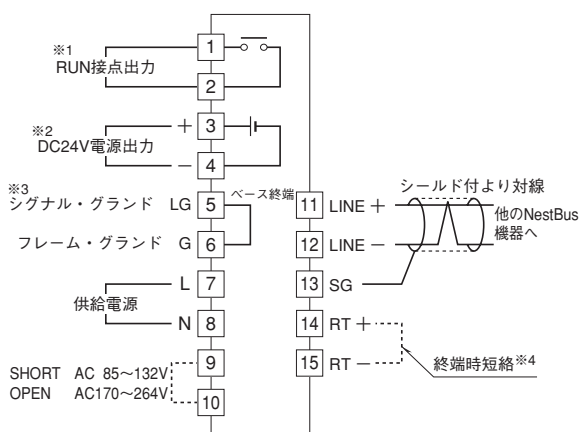 ※1
RUN接点出力
1
2
※2
DC24V電源出力
+ 3
− 4
※3
シグナル・グランド LG 5
ベース終端
フレーム・グランド G 6
供給電源
L 7
N 8
SHORT AC 85～132V
OPEN AC170～264V
9
10
11 LINE +
12 LINE −
13 SG
14 RT +
15 RT −
シールド付より対線
他のNestBus
機器へ
終端時短絡※4